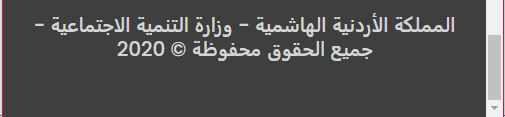 المملكة الأردنية الهاشمية - وزارة التنمية الاجتماعية -
جميع الحقوق محفوظة © 2020